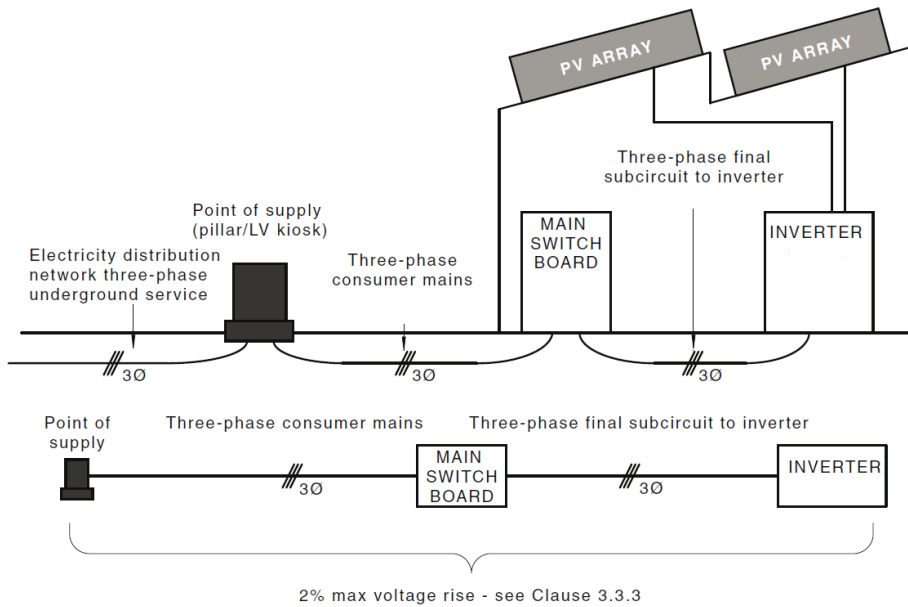 PV ARRAY
PV ARRAY
Three-phase final
subcircuit to inverter
Point of supply
(pillar/LV kiosk)
MAIN
SWITCH
BOARD
INVERTER
Electricity distribution
network three-phase
underground service
Three-phase
consumer mains
3Ø
3Ø
3Ø
Point of
supply
Three-phase consumer mains
Three-phase final subcircuit to inverter
MAIN
SWITCH
BOARD
INVERTER
3Ø
3Ø
2% max voltage rise - see Clause 3.3.3